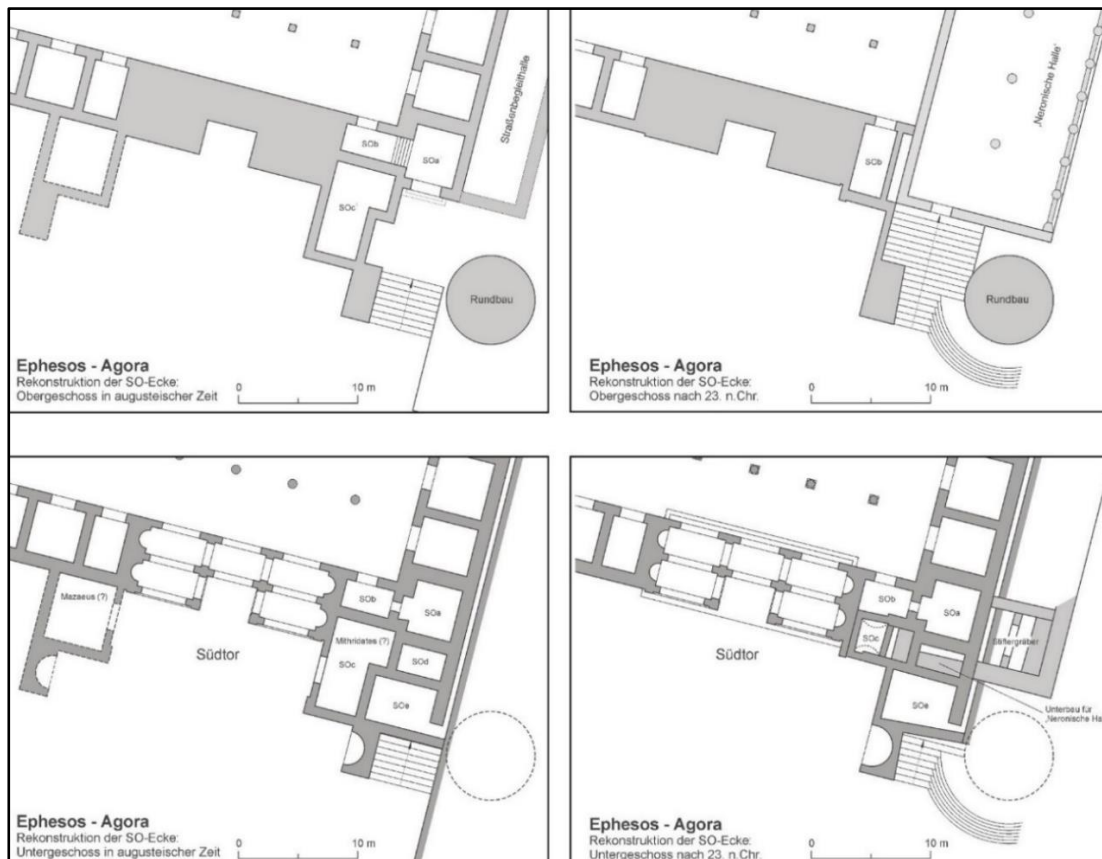 Straßenbegleithalle
SOb
SOa
SOc
Rundbau
Ephesos - Agora
Rekonstruktion der SO-Ecke:
Obergeschoss in augusteischer Zeit
0 10 m
‚Neronische Halle‘
SOb
Rundbau
Ephesos - Agora
Rekonstruktion der SO-Ecke:
Obergeschoss nach 23. n.Chr.
0 10 m
Mazaeus (?)
SOb
SOa
Südtor
Mithridates (?)
SOc
SOd
SOe
Ephesos - Agora
Rekonstruktion der SO-Ecke:
Untergeschoss in augusteischer Zeit
0 10 m
SOb
SOa
SOc
Stiftergräber
Südtor
SOe
Unterbau für
‚Neronische Ha
Ephesos - Agora
Rekonstruktion der SO-Ecke:
Untergeschoss nach 23. n.Chr.
0 10 m